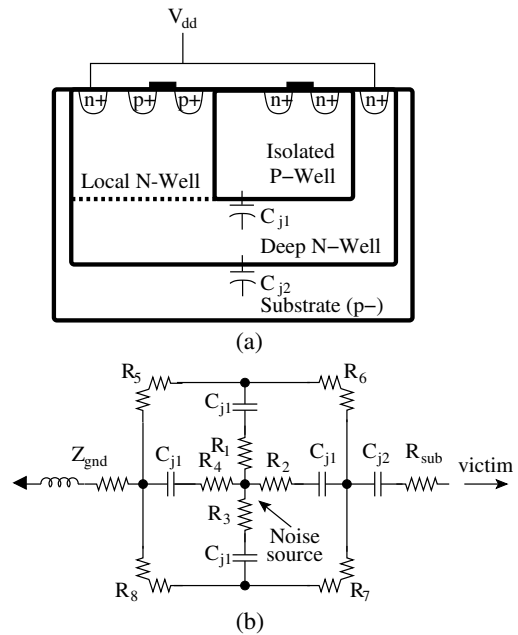 V_dd
n+ p+ p+ n+ n+ n+
Isolated
P−Well
Local N-Well
C_j1
Deep N−Well
C_j2
Substrate (p−)
(a)
R_5 R_6
C_j1
Z_gnd C_j1 R_4 R_1 R_2 C_j1 C_j2 R_sub victim
R_3 Noise
source
C_j1
R_8 R_7
(b)